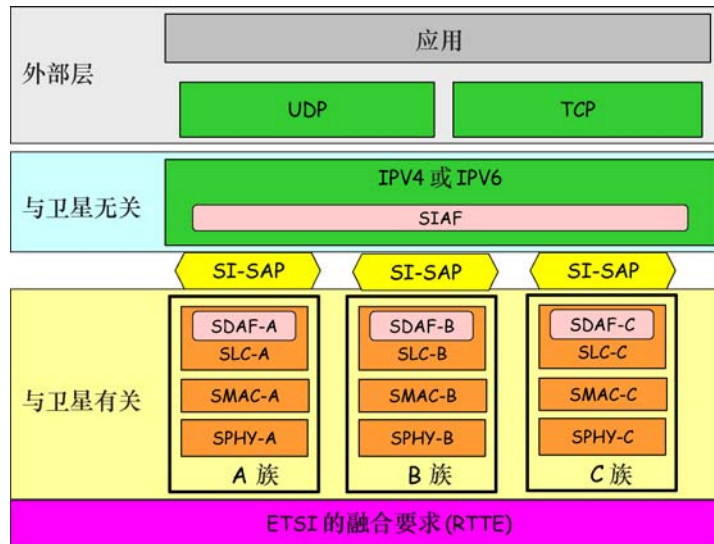 应用
外部层
UDP
TCP
IPV4 或 IPV6
与卫星无关
SIAF
SI-SAP
SI-SAP
SI-SAP
SDAF-A
SDAF-B
SDAF-C
SLC-A
SLC-B
SLC-C
与卫星有关
SMAC-A
SMAC-B
SMAC-C
SPHY-A
SPHY-B
SPHY-C
A 族
B 族
C 族
ETSI 的融合要求 (RTTE)